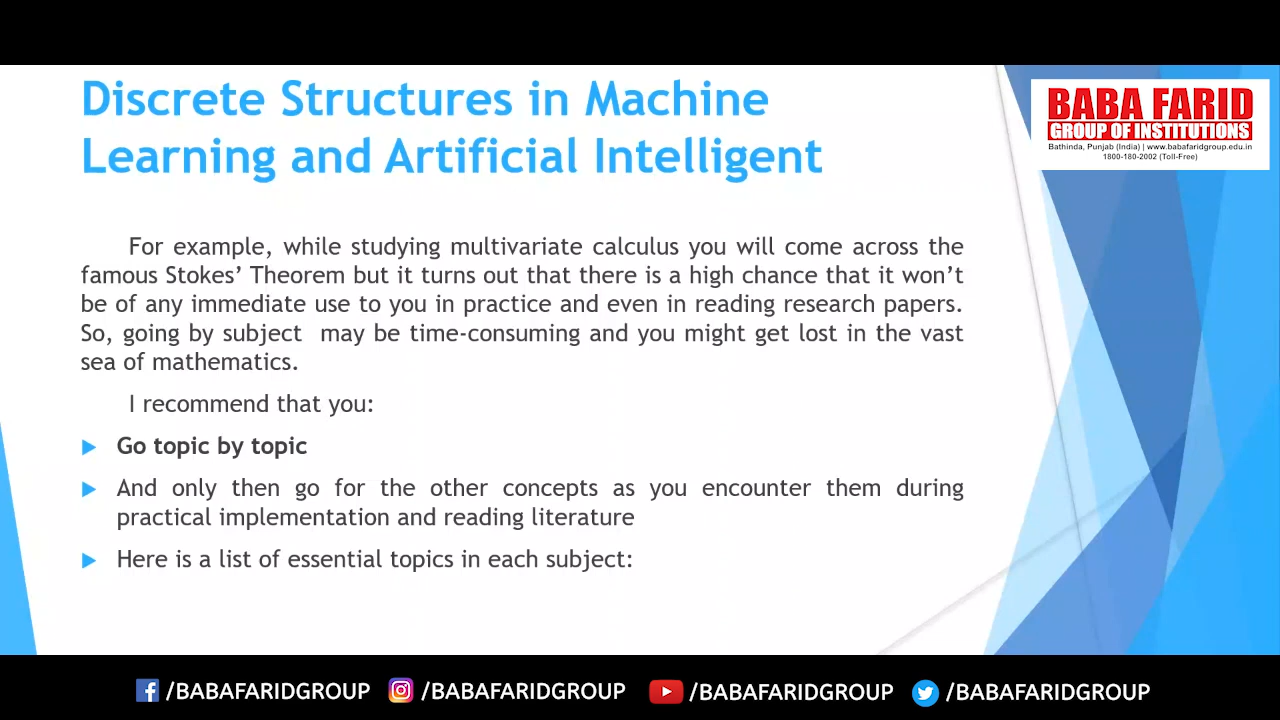 Discrete Structures in Machine
Learning and Artificial Intelligent
BABA FARID
GROUP OF INSTITUTIONS
Bathinda, Punjab (India) | www.babafaridgroup.edu.in
1800-180-2002 (Toll-Free)
For example, while studying multivariate calculus you will come across the
famous Stokes’ Theorem but it turns out that there is a high chance that it won’t
be of any immediate use to you in practice and even in reading research papers.
So, going by subject may be time-consuming and you might get lost in the vast
sea of mathematics.
I recommend that you:
Go topic by topic
And only then go for the other concepts as you encounter them during
practical implementation and reading literature
Here is a list of essential topics in each subject:
/BABAFARIDGROUP /BABAFARIDGROUP /BABAFARIDGROUP /BABAFARIDGROUP